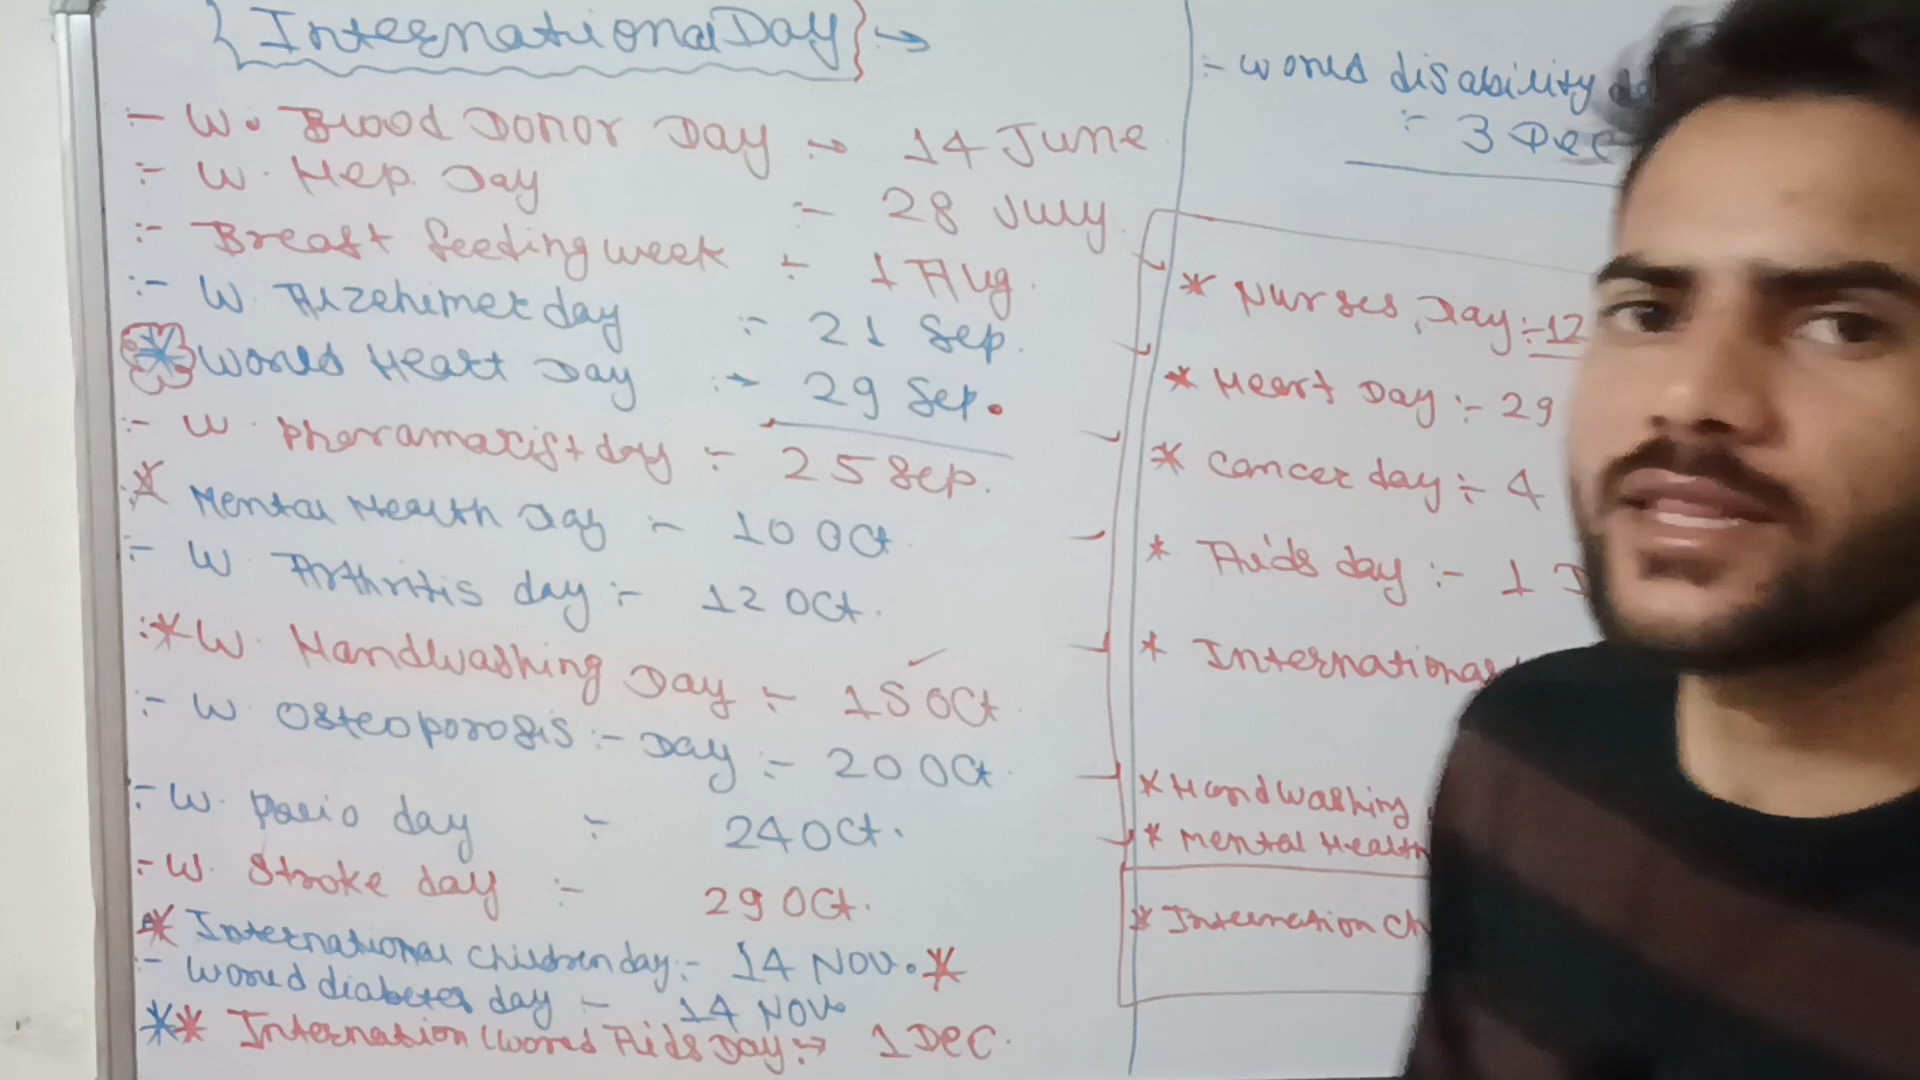 {International Day} →
:- W. Blood Donor Day → 14 June
:- W. Hep. Day :- 28 July
:- Breast feeding week :- 1 Aug.
:- W. Alzehimer day :- 21 Sep.
* World Heart Day :→ 29 Sep.
:- W. Pharamacist day :- 25 Sep.
* Mental Health Day :- 10 Oct
:- W. Arthritis day :- 12 Oct.
:* W. Handwashing Day :- 15 Oct
:- W. Osteoporosis :- Day :- 20 Oct
:- W. Polio day :- 24 Oct.
:- W. Stroke day :- 29 Oct.
* International Children day :- 14 Nov. *
:- World diabetes day :- 14 Nov
** Internation (World Aids Day :→ 1 Dec.
:- World disability
:- 3 Dec
* Nurses Day :- 12
* Heart Day :- 29
* Cancer day :- 4
* Aids day :- 1 D
* International
* Handwashing
* Mental Health
* Internation Ch